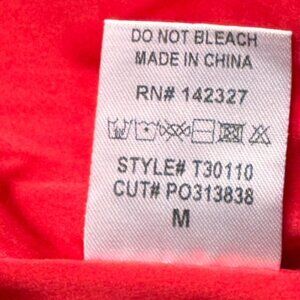 DO NOT BLEACH
MADE IN CHINA
RN# 142327
STYLE# T30110
CUT# PO313838
M